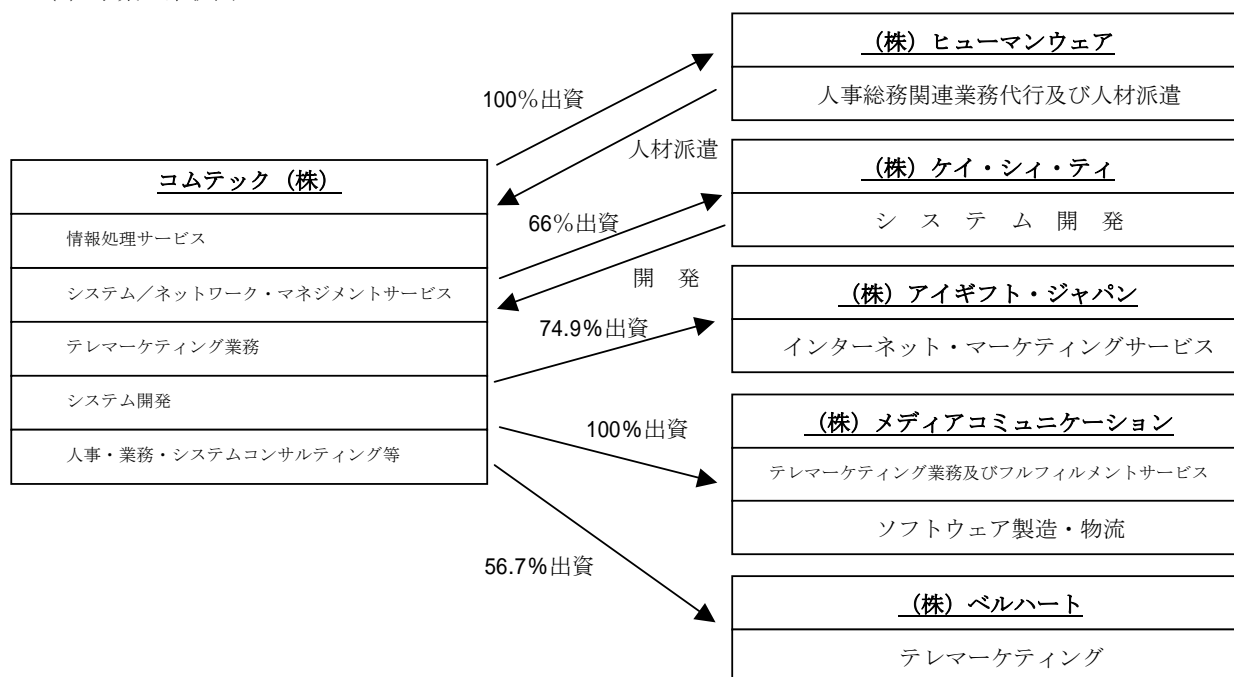 コムテック（株）
情報処理サービス
システム／ネットワーク・マネジメントサービス
テレマーケティング業務
システム開発
人事・業務・システムコンサルティング等
100％出資
人材派遣
66％出資
開　発
74.9％出資
100％出資
56.7％出資
（株）ヒューマンウェア
人事総務関連業務代行及び人材派遣
（株）ケイ・シィ・ティ
シ　ス　テ　ム　開　発
（株）アイギフト・ジャパン
インターネット・マーケティングサービス
（株）メディアコミュニケーション
テレマーケティング業務及びフルフィルメントサービス
ソフトウェア製造・物流
（株）ベルハート
テレマーケティング